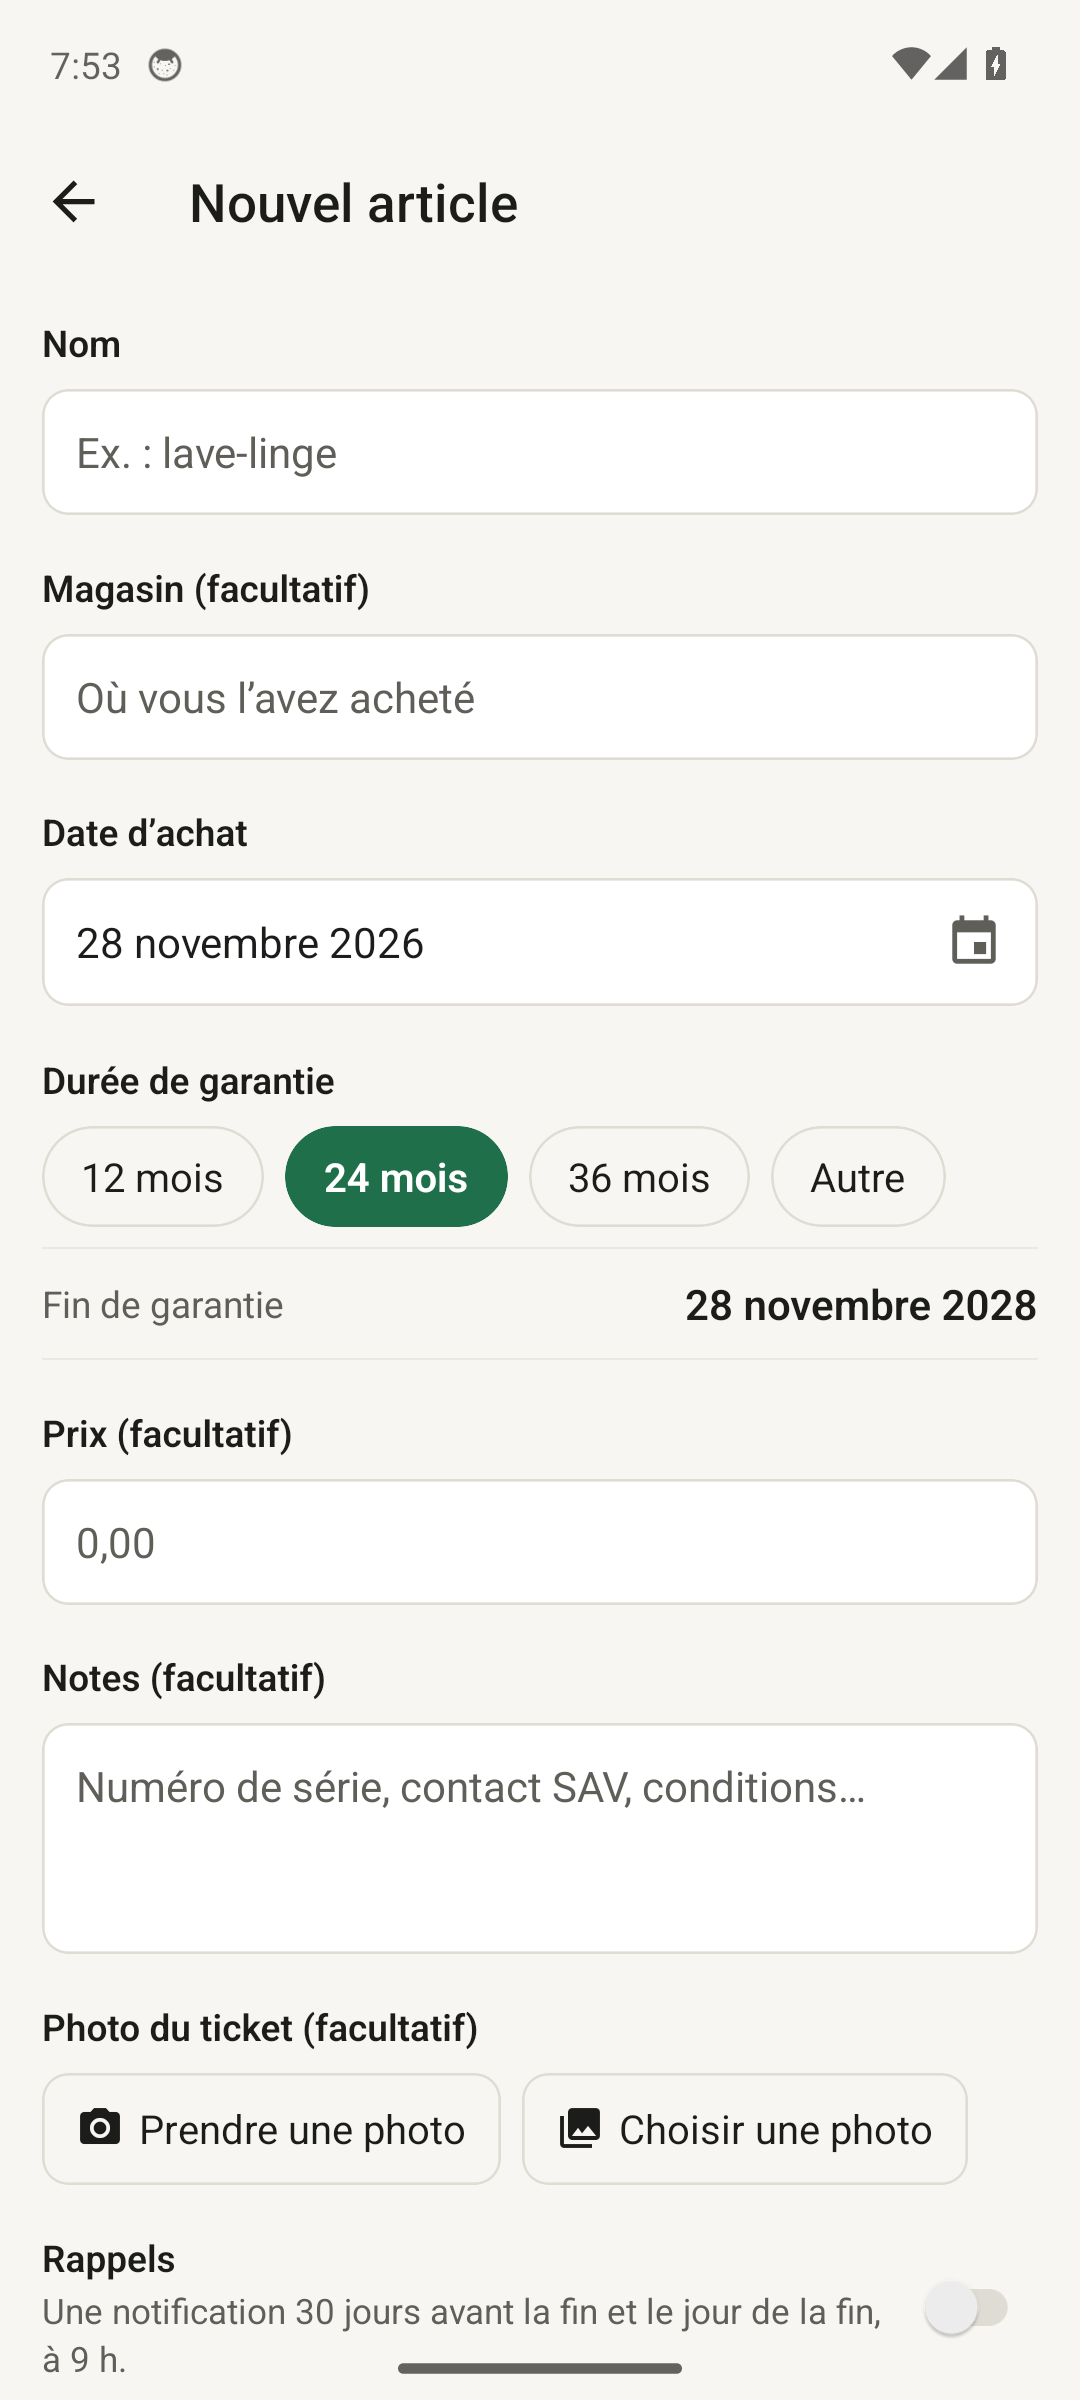 7:53
Nouvel article
Nom
Ex. : lave-linge
Magasin (facultatif)
Où vous l’avez acheté
Date d’achat
28 novembre 2026
Durée de garantie
12 mois
24 mois
36 mois
Autre
Fin de garantie
28 novembre 2028
Prix (facultatif)
0,00
Notes (facultatif)
Numéro de série, contact SAV, conditions…
Photo du ticket (facultatif)
Prendre une photo
Choisir une photo
Rappels
Une notification 30 jours avant la fin et le jour de la fin,
à 9 h.